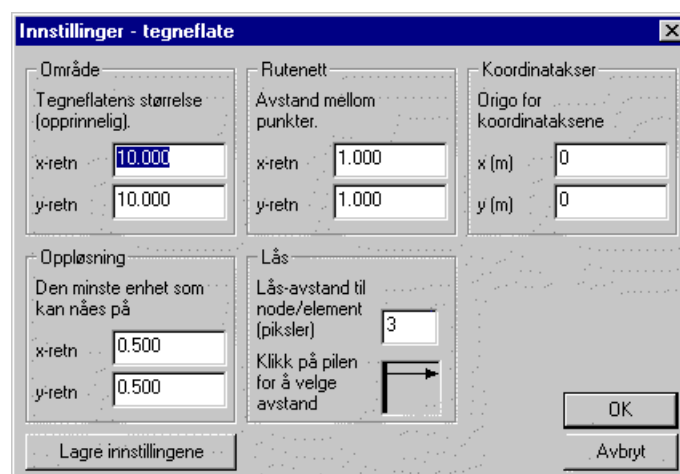 Innstillinger - tegneflate
Område
Tegneflatens størrelse
(opprinnelig).
x-retn 10.000
y-retn 10.000
Rutenett
Avstand mellom
punkter.
x-retn 1.000
y-retn 1.000
Koordinatakser
Origo for
koordinataksene
x (m) 0
y (m) 0
Oppløsning
Den minste enhet som
kan nåes på
x-retn 0.500
y-retn 0.500
Lås
Lås-avstand til
node/element
(piksler) 3
Klikk på pilen
for å velge
avstand
OK
Lagre innstillingene
Avbryt